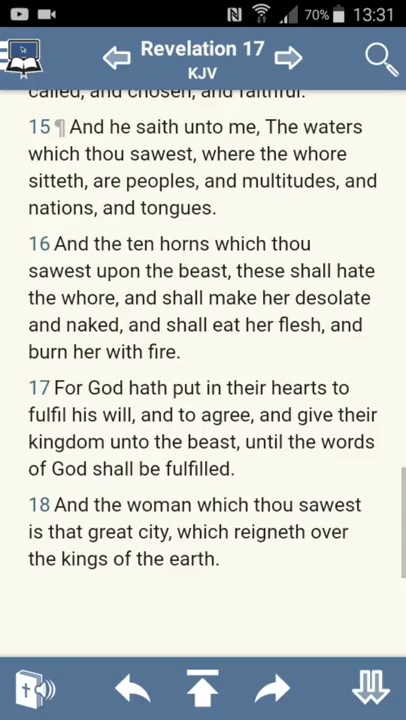 70% 13:31
Revelation 17
KJV
called, and chosen, and faithful.
15 ¶ And he saith unto me, The waters
which thou sawest, where the whore
sitteth, are peoples, and multitudes, and
nations, and tongues.
16 And the ten horns which thou
sawest upon the beast, these shall hate
the whore, and shall make her desolate
and naked, and shall eat her flesh, and
burn her with fire.
17 For God hath put in their hearts to
fulfil his will, and to agree, and give their
kingdom unto the beast, until the words
of God shall be fulfilled.
18 And the woman which thou sawest
is that great city, which reigneth over
the kings of the earth.